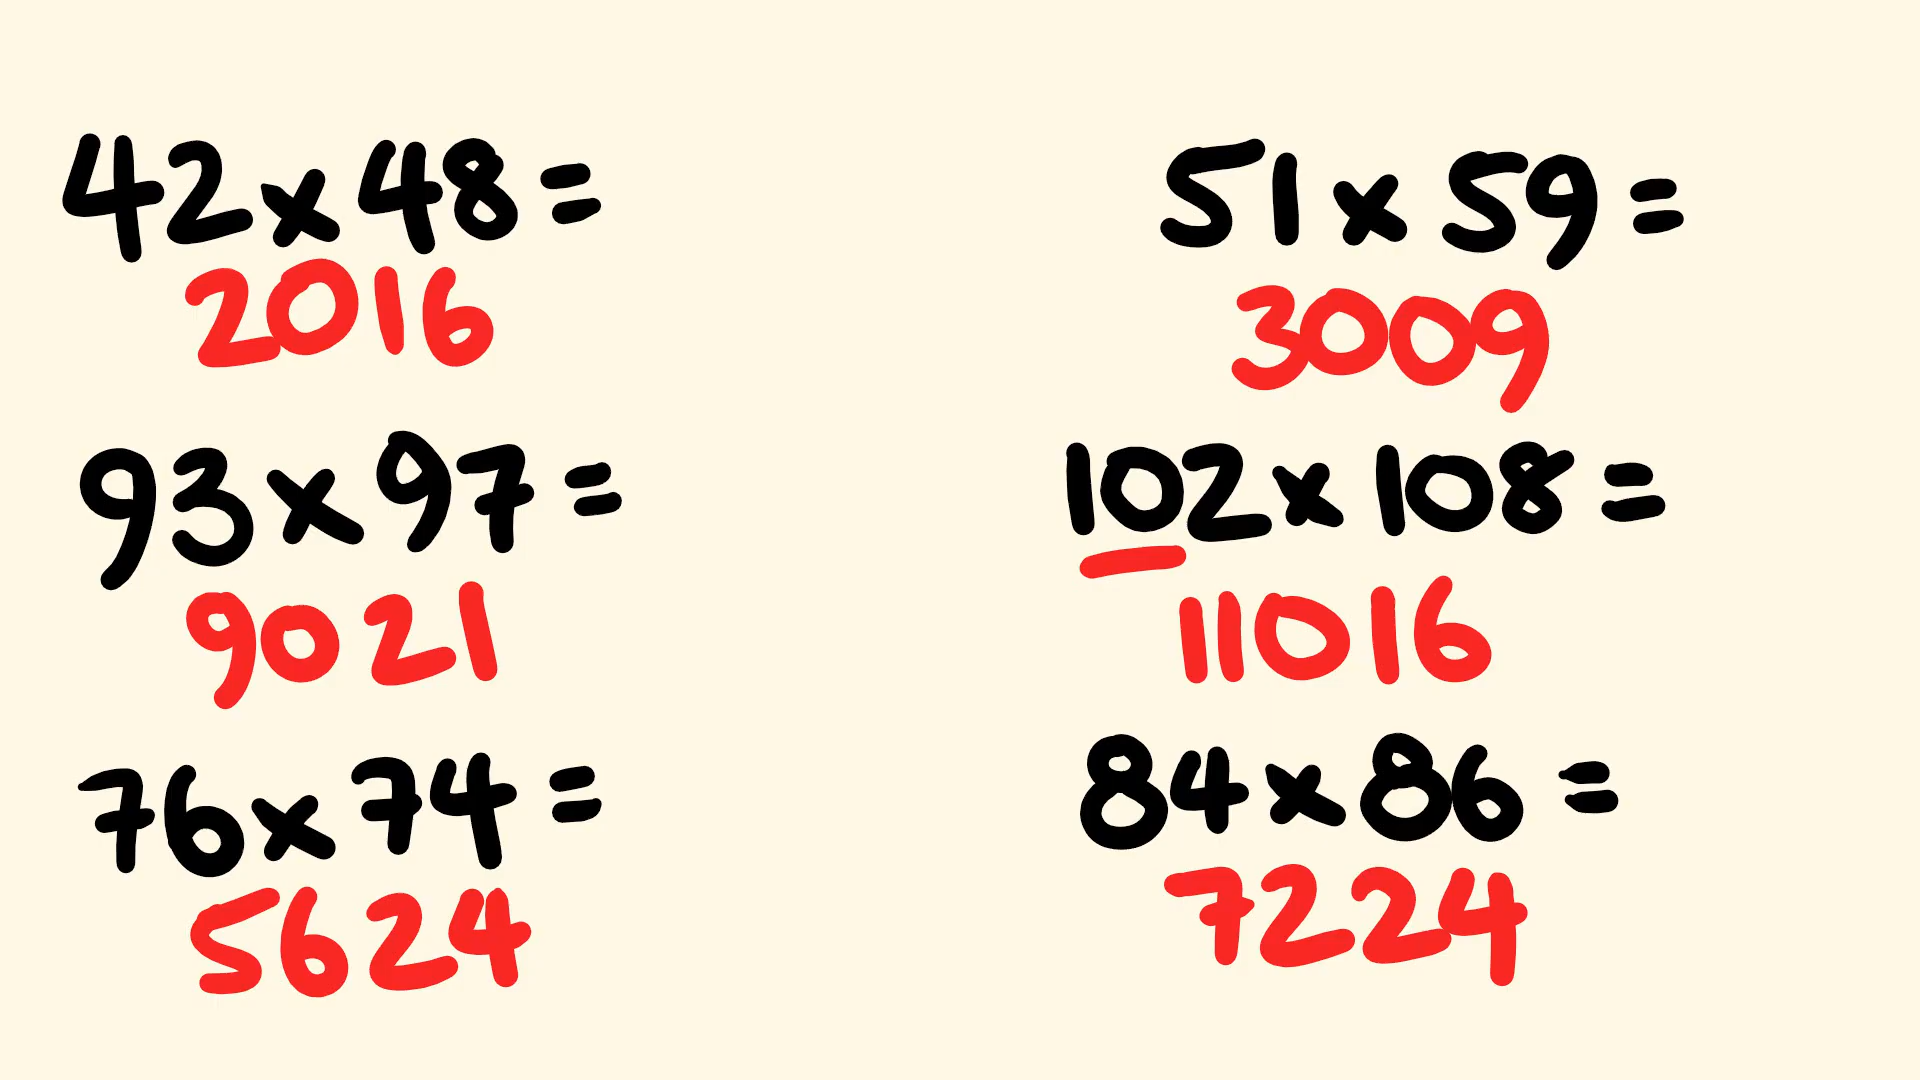 42x48=
2016
93x97=
9021
76x74=
5624
51x59=
3009
102x108=
11016
84x86=
7224